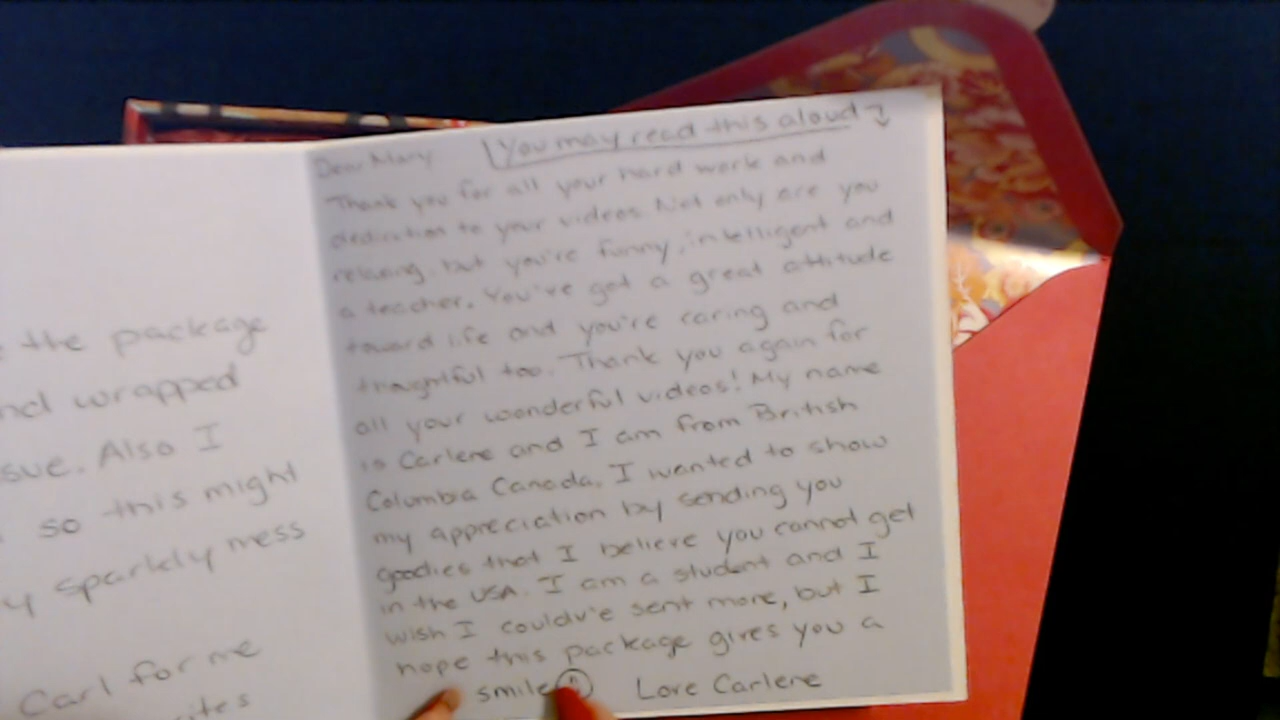 the package
nd wrapped
sue. Also I
so this might
y sparkly mess
Carl for me
ites
Dear Mary
You may read this aloud
Thank you for all your hard work and
dedication to your videos. Not only are you
relaxing, but you're funny, intelligent and
a teacher. You've got a great attitude
toward life and you're caring and
thoughtful too. Thank you again for
all your wonderful videos! My name
is Carlene and I am from British
Columbia Canada. I wanted to show
my appreciation by sending you
goodies that I believe you cannot get
in the USA. I am a student and I
wish I couldv'e sent more, but I
hope this package gives you a
smile Love Carlene